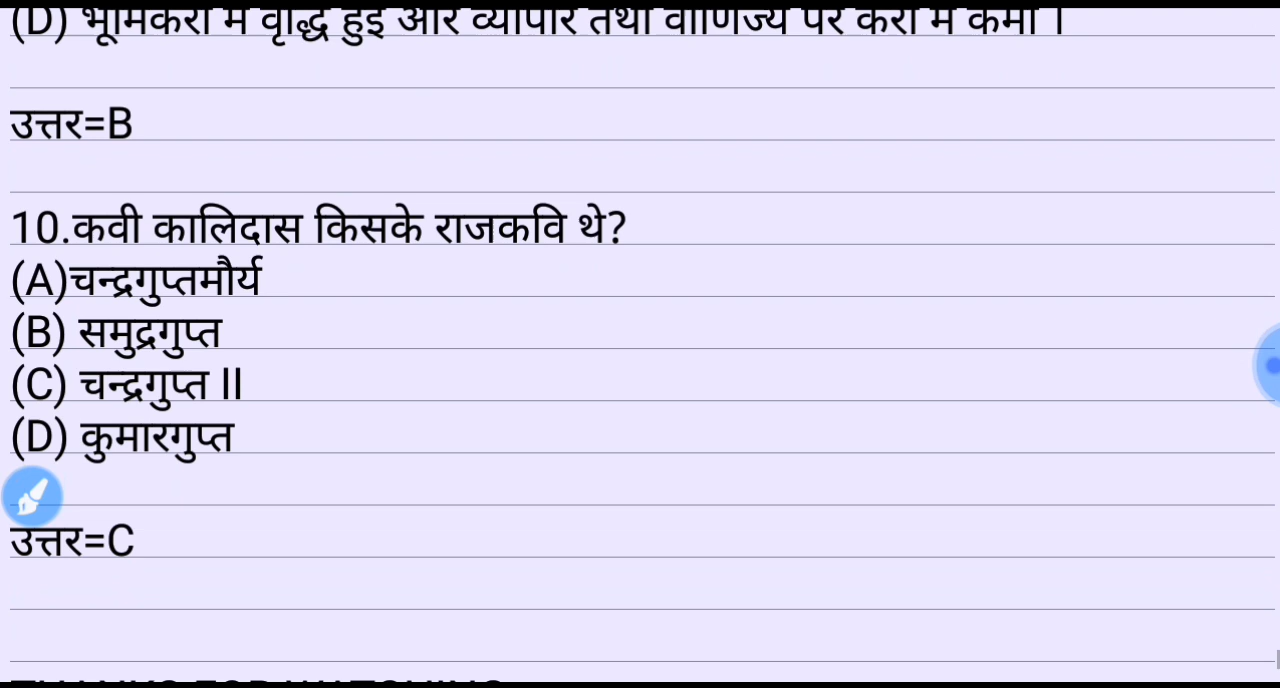 (D) भूमिकरों में वृद्धि हुई और व्यापार तथा वाणिज्य पर करों में कमी ।
उत्तर=B
10.कवी कालिदास किसके राजकवि थे?
(A)चन्द्रगुप्तमौर्य
(B) समुद्रगुप्त
(C) चन्द्रगुप्त II
(D) कुमारगुप्त
उत्तर=C